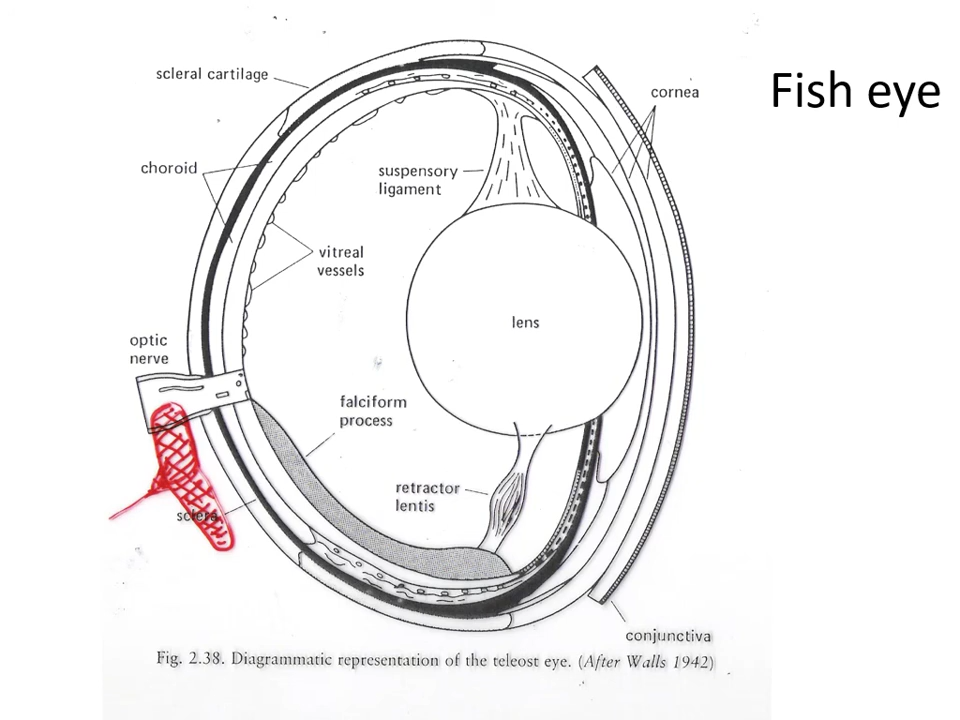 Fish eye
scleral cartilage
cornea
choroid
suspensory
ligament
vitreal
vessels
lens
optic
nerve
falciform
process
retractor
lentis
sclera
conjunctiva
Fig. 2.38. Diagrammatic representation of the teleost eye. (After Walls 1942)